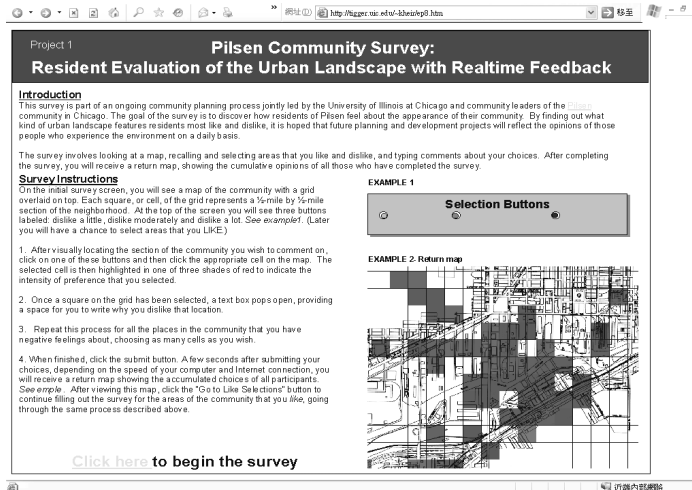 網址(D) http://tigger.uic.edu/~kheir/ep8.htm 移至
Project 1
Pilsen Community Survey:
Resident Evaluation of the Urban Landscape with Realtime Feedback
Introduction
This survey is part of an ongoing community planning process jointly led by the University of Illinois at Chicago and community leaders of the Pilsen
community in Chicago. The goal of the survey is to discover how residents of Pilsen feel about the appearance of their community. By finding out what
kind of urban landscape features residents most like and dislike, it is hoped that future planning and development projects will reflect the opinions of those
people who experience the environment on a daily basis.
The survey involves looking at a map, recalling and selecting areas that you like and dislike, and typing comments about your choices. After completing
the survey, you will receive a return map, showing the cumulative opinions of all those who have completed the survey.
Survey Instructions
On the initial survey screen, you will see a map of the community with a grid
overlaid on top. Each square, or cell, of the grid represents a ½-mile by ½-mile
section of the neighborhood. At the top of the screen you will see three buttons
labeled: dislike a little, dislike moderately and dislike a lot. See example1. (Later
you will have a chance to select areas that you LIKE.)
1. After visually locating the section of the community you wish to comment on,
click on one of these buttons and then click the appropriate cell on the map. The
selected cell is then highlighted in one of three shades of red to indicate the
intensity of preference that you selected.
2. Once a square on the grid has been selected, a text box pops open, providing
a space for you to write why you dislike that location.
3. Repeat this process for all the places in the community that you have
negative feelings about, choosing as many cells as you wish.
4. When finished, click the submit button. A few seconds after submitting your
choices, depending on the speed of your computer and Internet connection, you
will receive a return map showing the accumulated choices of all participants.
See emple . After viewing this map, click the "Go to Like Selections" button to
continue filling out the survey for the areas of the community that you like, going
through the same process described above.
Click here to begin the survey
EXAMPLE 1
Selection Buttons
EXAMPLE 2- Return map
近端內部網路